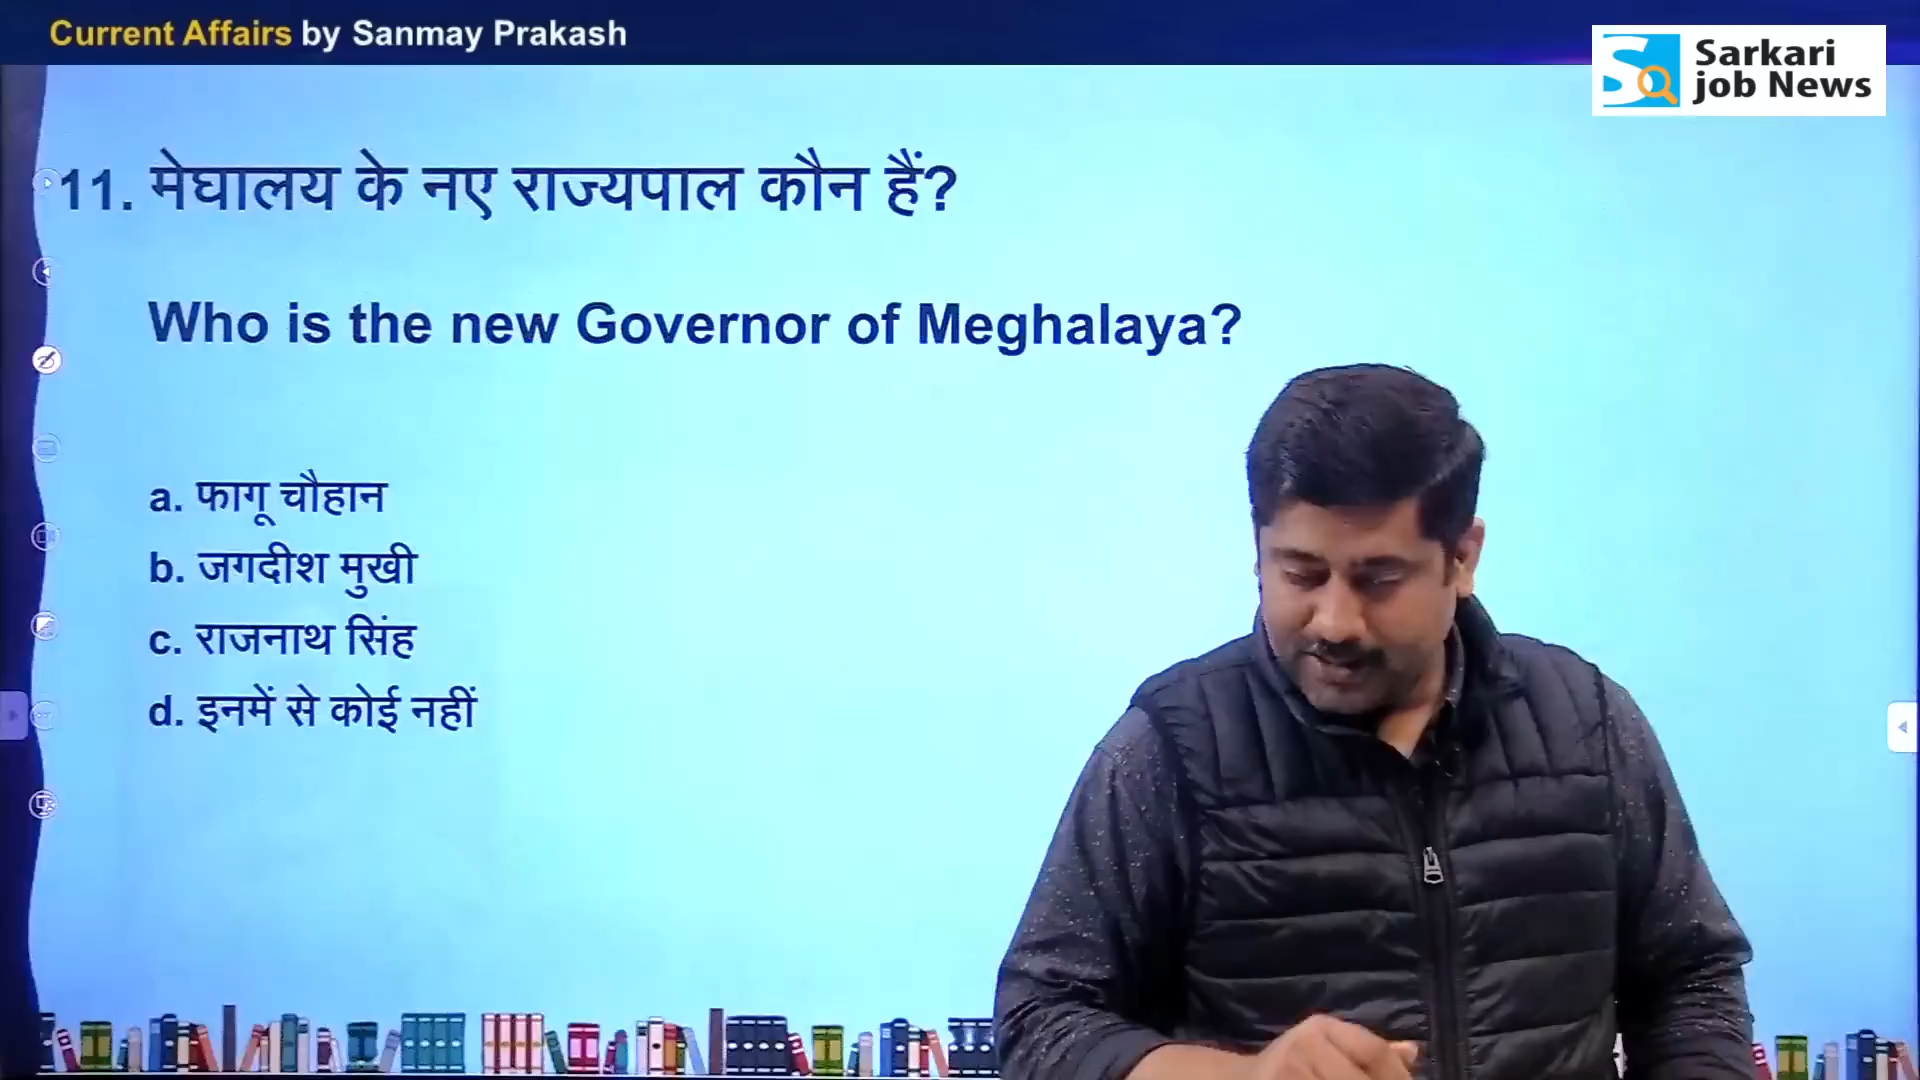 Current Affairs by Sanmay Prakash
Sarkari
job News
11. मेघालय के नए राज्यपाल कौन हैं?
Who is the new Governor of Meghalaya?
a. फागू चौहान
b. जगदीश मुखी
c. राजनाथ सिंह
d. इनमें से कोई नहीं